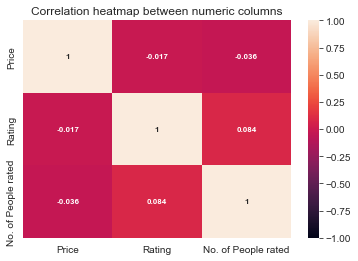 Correlation heatmap between numeric columns
Price
1
-0.017
-0.036
Rating
-0.017
1
0.084
No. of People rated
-0.036
0.084
1
Price
Rating
No. of People rated
1.00
0.75
0.50
0.25
0.00
−0.25
−0.50
−0.75
−1.00